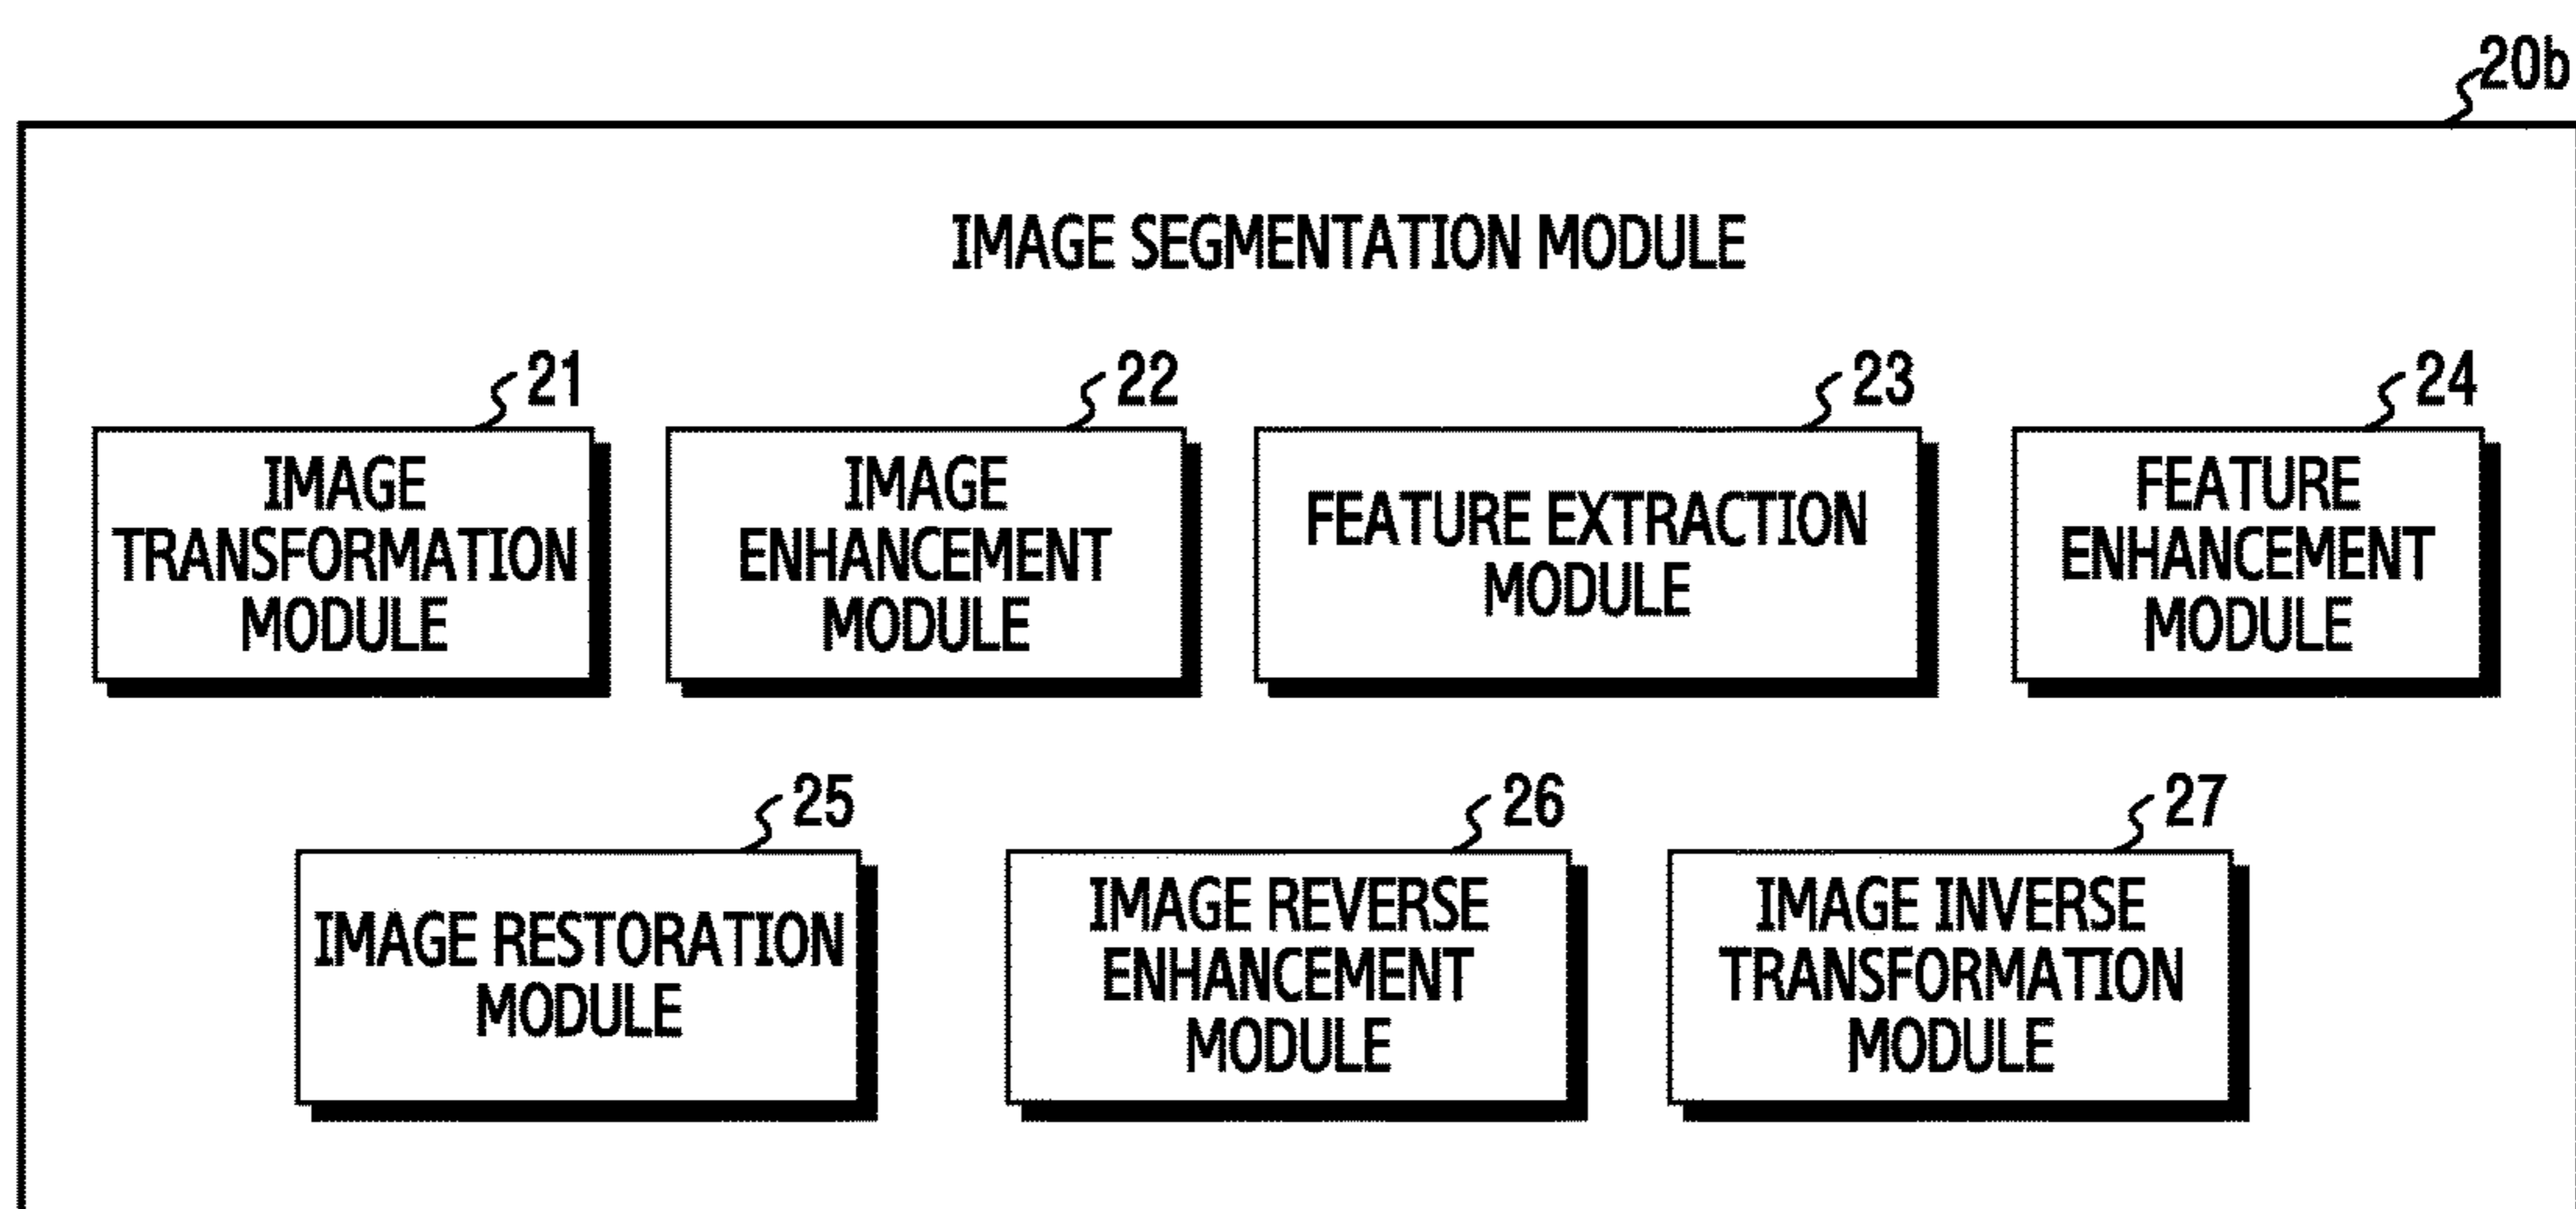 20b
IMAGE SEGMENTATION MODULE
21
IMAGE
TRANSFORMATION
MODULE
22
IMAGE
ENHANCEMENT
MODULE
23
FEATURE EXTRACTION
MODULE
24
FEATURE
ENHANCEMENT
MODULE
25
IMAGE RESTORATION
MODULE
26
IMAGE REVERSE
ENHANCEMENT
MODULE
27
IMAGE INVERSE
TRANSFORMATION
MODULE